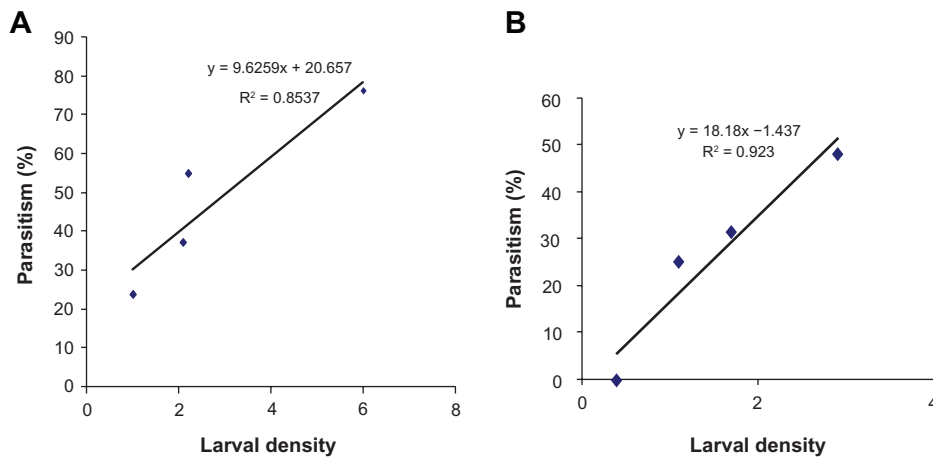 A
90
80
70
60
50
40
30
20
10
0
Parasitism (%)
y = 9.6259x + 20.657
R² = 0.8537
0 2 4 6 8
Larval density
B
60
50
40
30
20
10
0
Parasitism (%)
y = 18.18x −1.437
R² = 0.923
0 2 4
Larval density